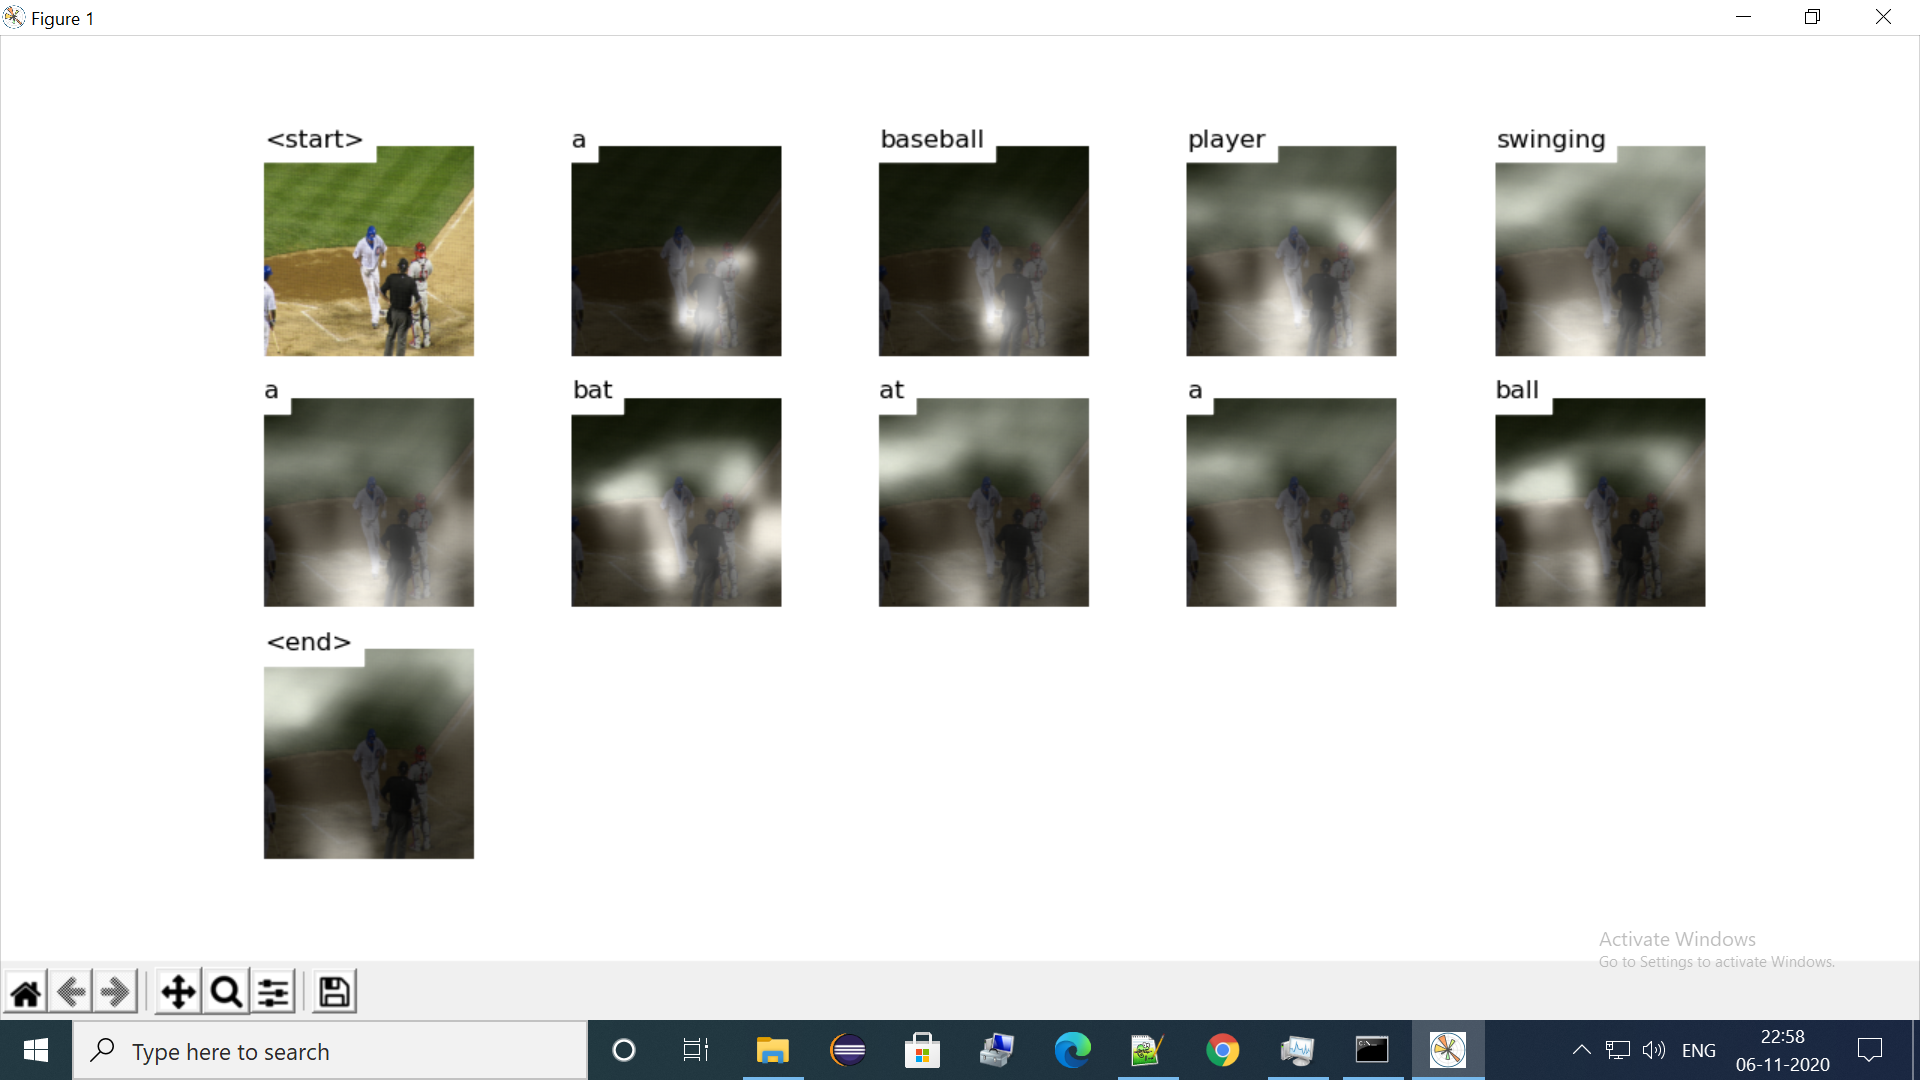 Figure 1
<start>
a
baseball
player
swinging
a
bat
at
a
ball
<end>
Activate Windows
Go to Settings to activate Windows.
Type here to search
ENG
22:58
06-11-2020